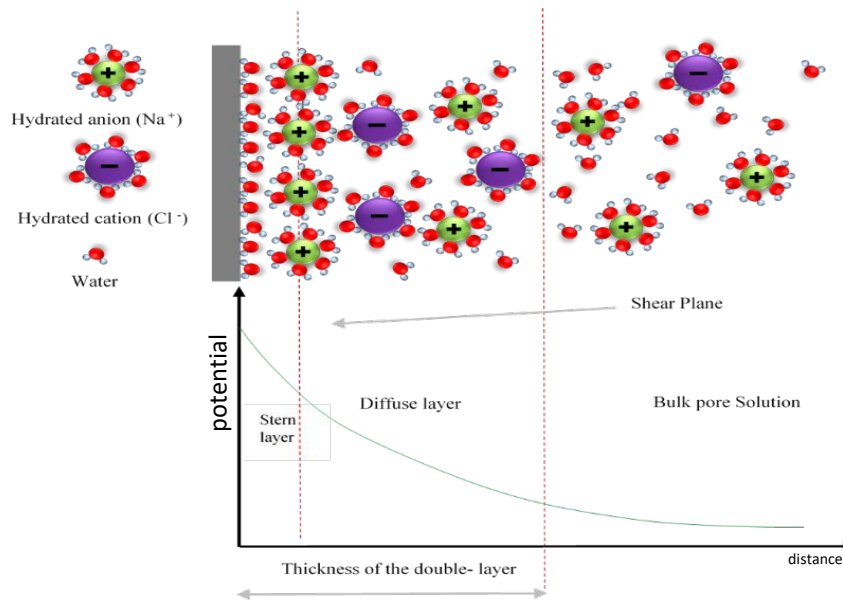 Hydrated anion (Na⁺)
Hydrated cation (Cl⁻)
Water
Shear Plane
potential
Diffuse layer
Bulk pore Solution
Stern
layer
distance
Thickness of the double- layer